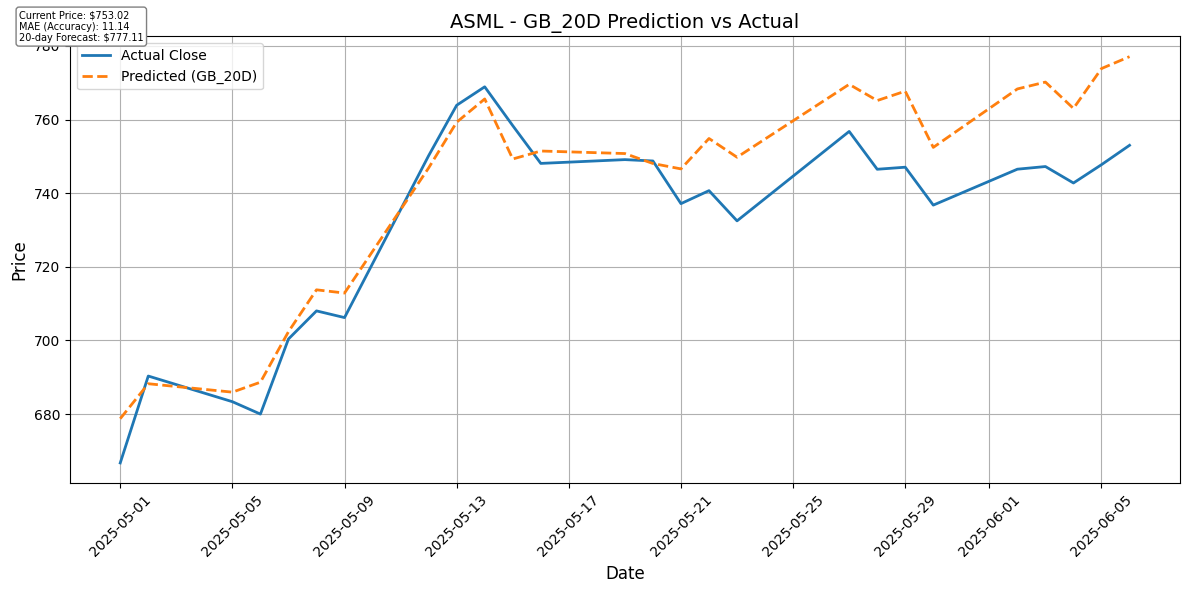 ASML - GB_20D Prediction vs Actual
Current Price: $753.02
MAE (Accuracy): 11.14
20-day Forecast: $777.11
Actual Close
Predicted (GB_20D)
Price
780
760
740
720
700
680
2025-05-01
2025-05-05
2025-05-09
2025-05-13
2025-05-17
2025-05-21
2025-05-25
2025-05-29
2025-06-01
2025-06-05
Date